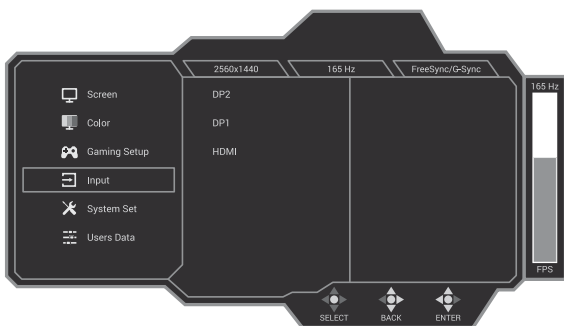 2560x1440
165 Hz
FreeSync/G-Sync
165 Hz
Screen
Color
Gaming Setup
Input
System Set
Users Data
DP2
DP1
HDMI
FPS
SELECT
BACK
ENTER